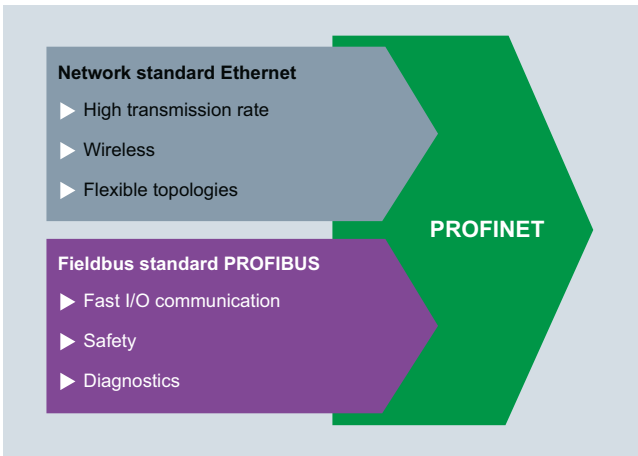 Network standard Ethernet
High transmission rate
Wireless
Flexible topologies
PROFINET
Fieldbus standard PROFIBUS
Fast I/O communication
Safety
Diagnostics